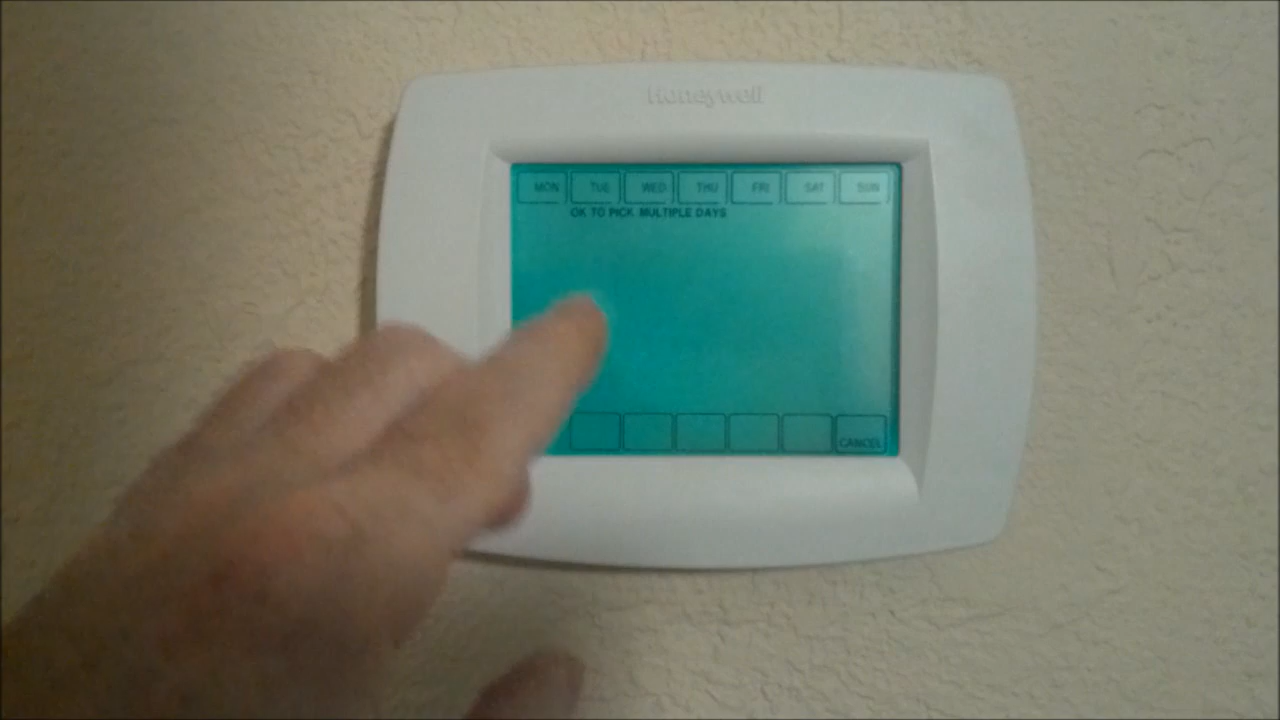 Honeywell
MON TUE WED THU FRI SAT SUN
OK TO PICK MULTIPLE DAYS
CANCEL